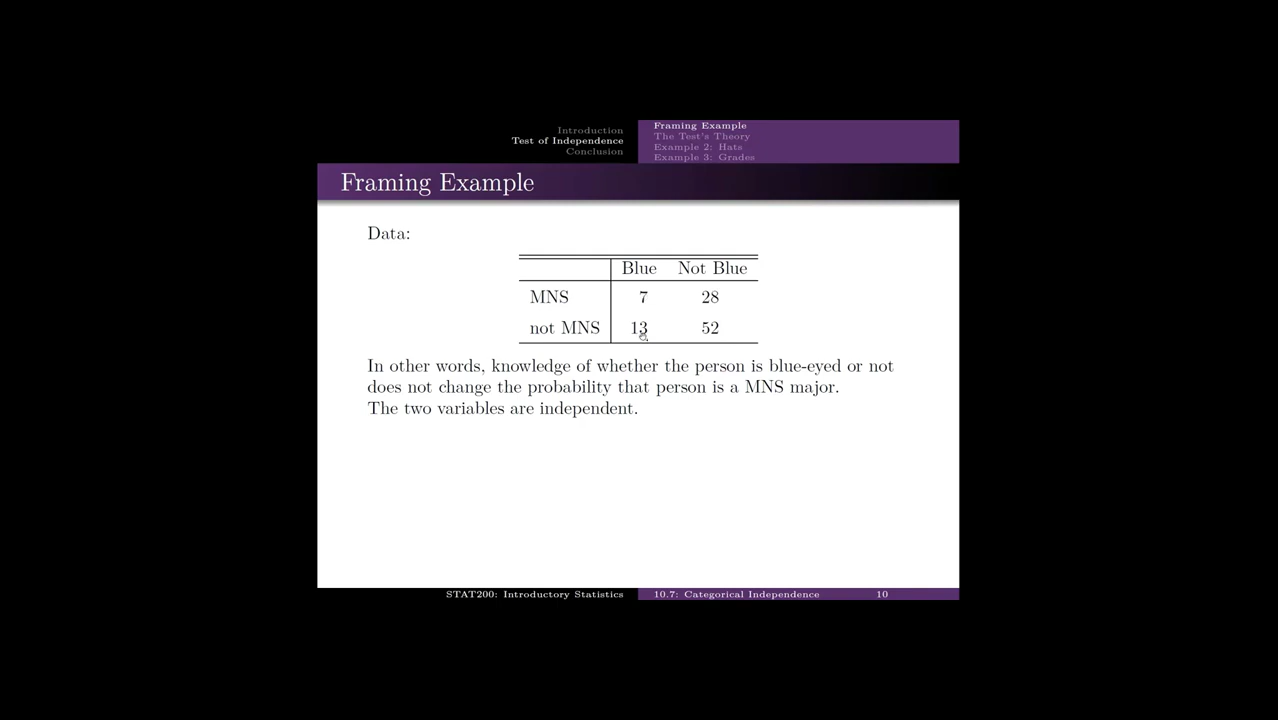 Introduction
Test of Independence
Conclusion
Framing Example
The Test's Theory
Example 2: Hats
Example 3: Grades
Framing Example
Data:
Blue Not Blue
MNS 7 28
not MNS 13 52
In other words, knowledge of whether the person is blue-eyed or not
does not change the probability that person is a MNS major.
The two variables are independent.
STAT200: Introductory Statistics 10.7: Categorical Independence 10